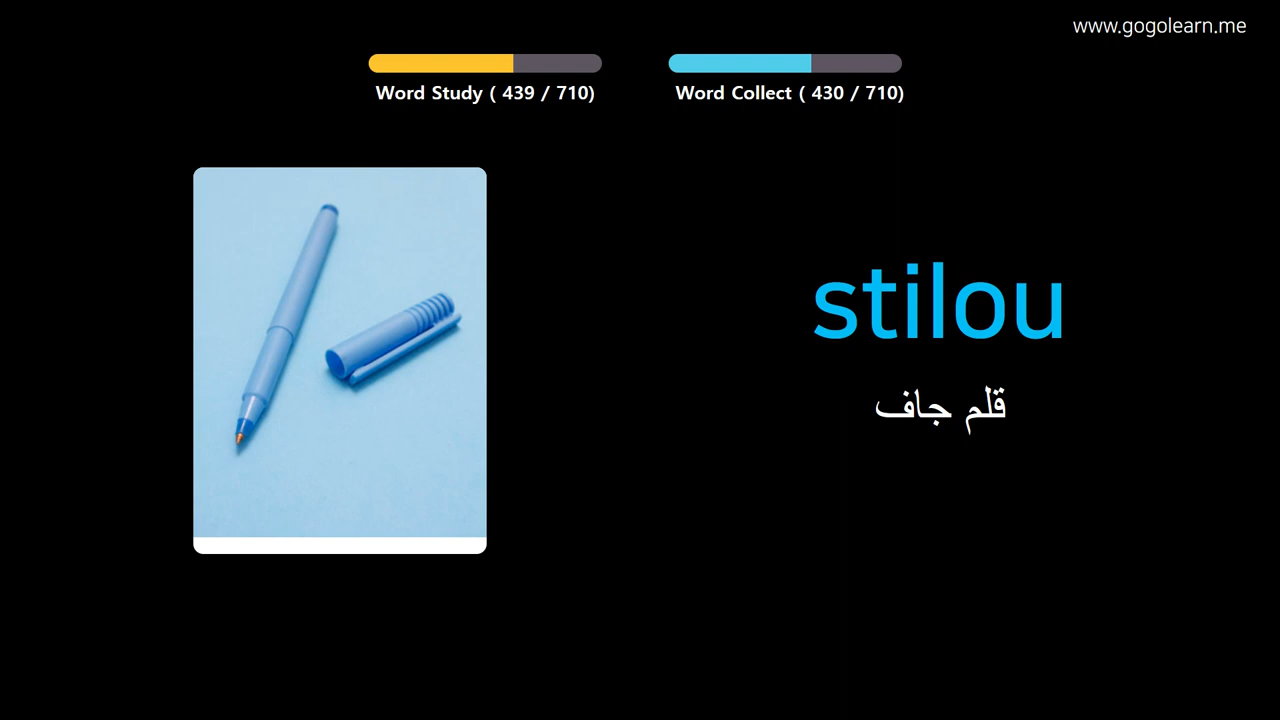 www.gogolearn.me
Word Study ( 439 / 710)
Word Collect ( 430 / 710)
stilou
قلم جاف